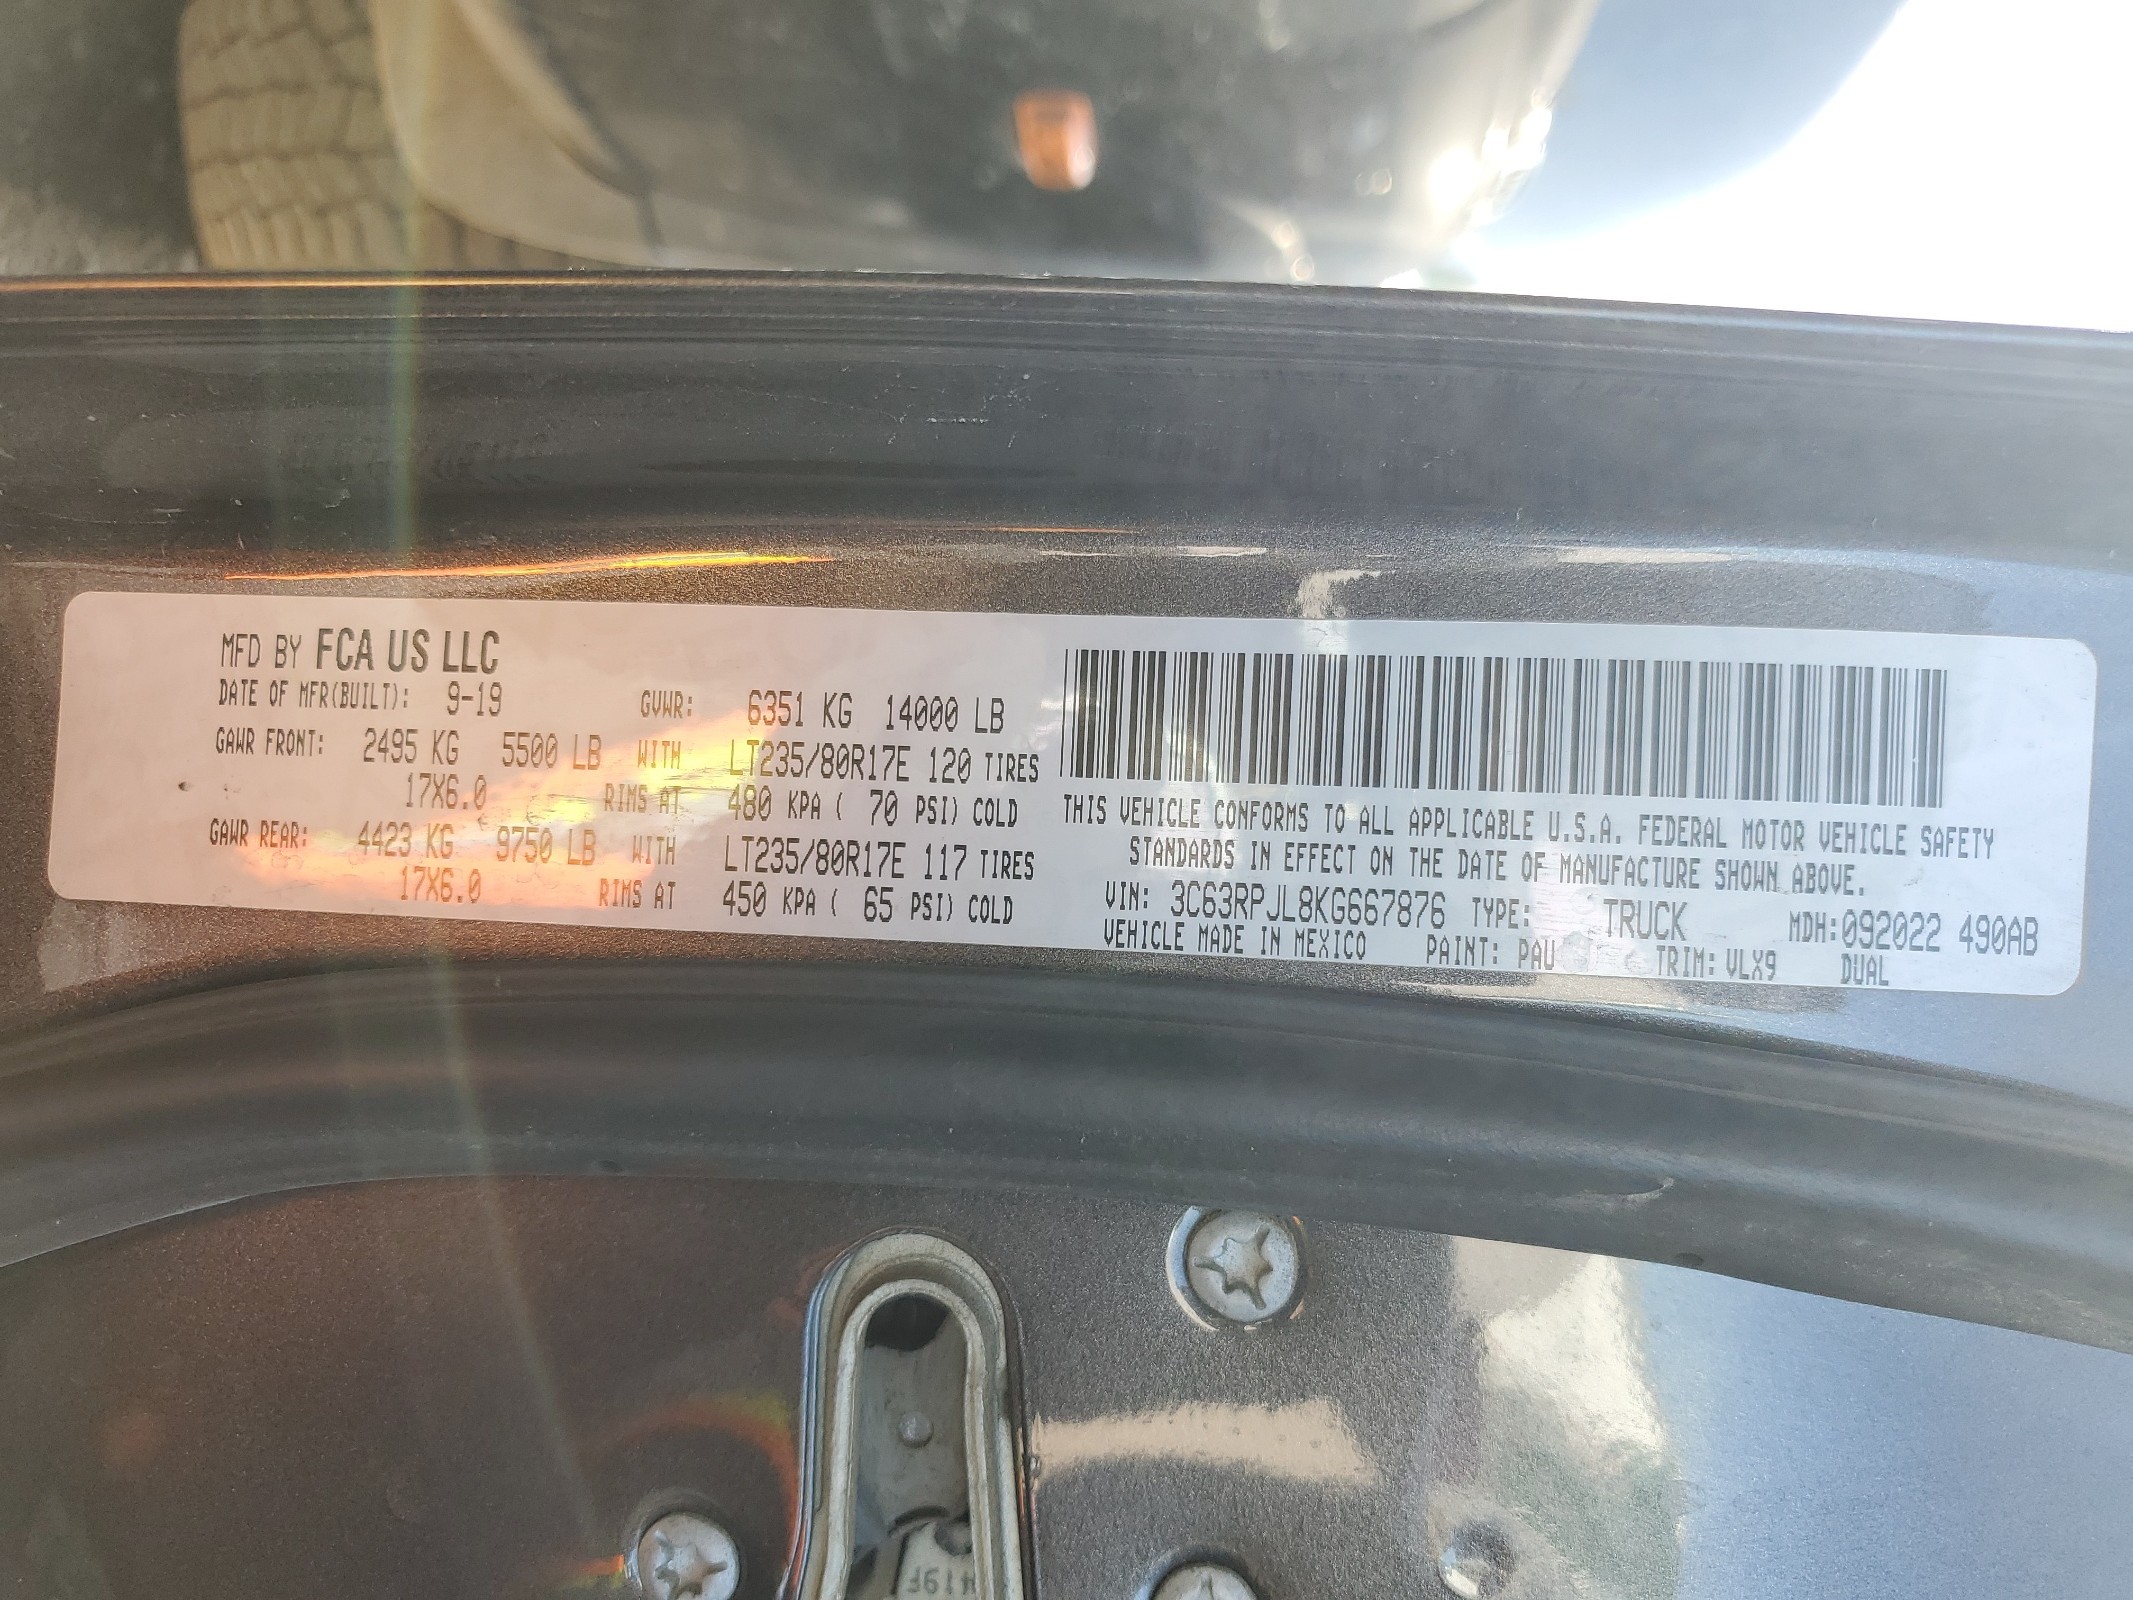 MFD BY FCA US LLC
DATE OF MFR(BUILT): 9-19 GVWR: 6351 KG 14000 LB
GAWR FRONT: 2495 KG 5500 LB WITH LT235/80R17E 120 TIRES
17X6.0 RIMS AT 480 KPA ( 70 PSI) COLD
GAWR REAR: 4423 KG 9750 LB WITH LT235/80R17E 117 TIRES
17X6.0 RIMS AT 450 KPA ( 65 PSI) COLD
THIS VEHICLE CONFORMS TO ALL APPLICABLE U.S.A. FEDERAL MOTOR VEHICLE SAFETY
STANDARDS IN EFFECT ON THE DATE OF MANUFACTURE SHOWN ABOVE.
VIN: 3C63RPJL8KG667876 TYPE: TRUCK MDH:092022 490AB
VEHICLE MADE IN MEXICO PAINT: PAU TRIM: VLX9 DUAL